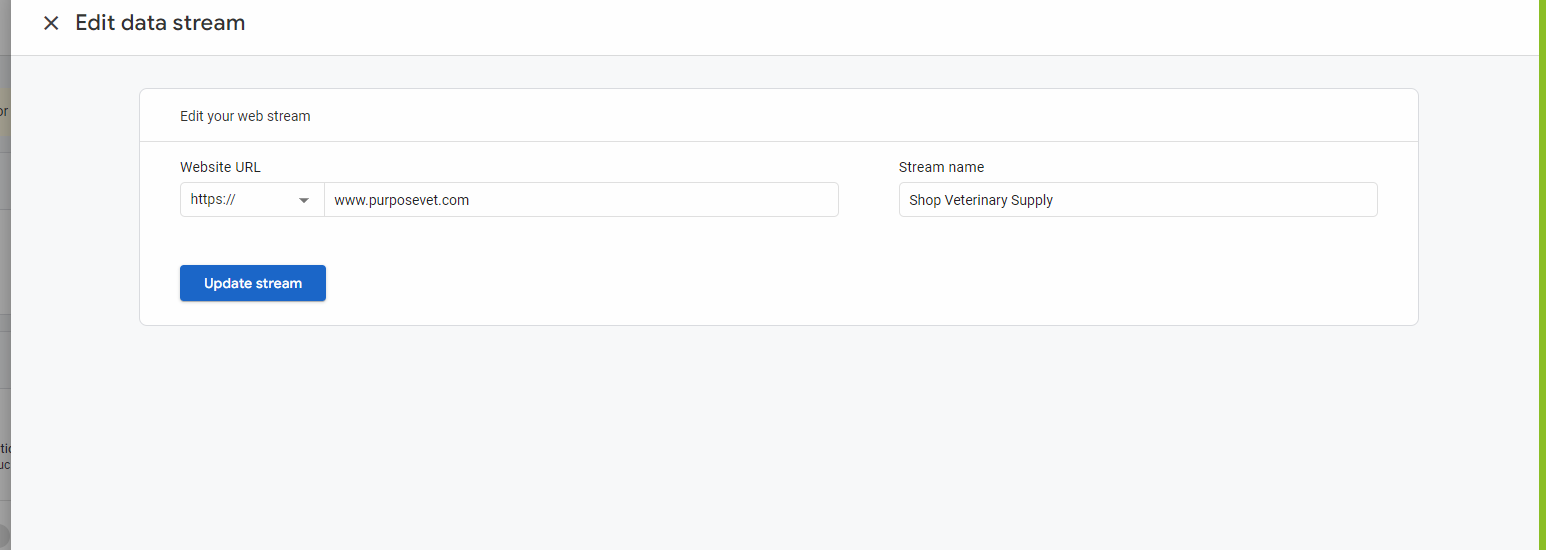 Edit data stream
Edit your web stream
Website URL
Stream name
https://
www.purposevet.com
Shop Veterinary Supply
Update stream